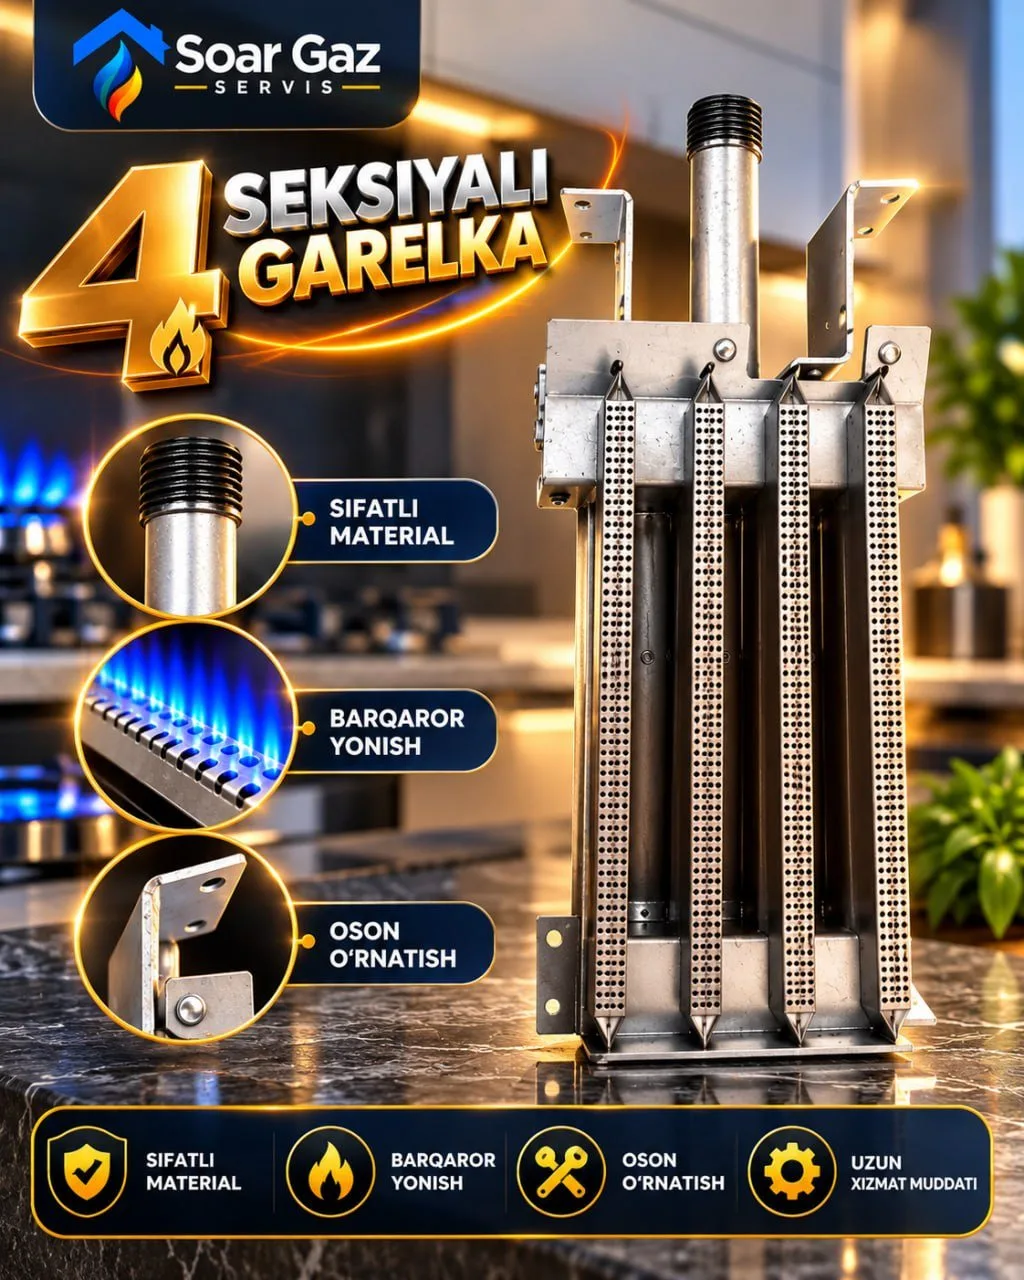 Soar Gaz
SERVIS
4 SEKSIYALI
GARELKA
SIFATLI
MATERIAL
BARQAROR
YONISH
OSON
O‘RNATISH
SIFATLI
MATERIAL
BARQAROR
YONISH
OSON
O‘RNATISH
UZUN
XIZMAT MUDDATI